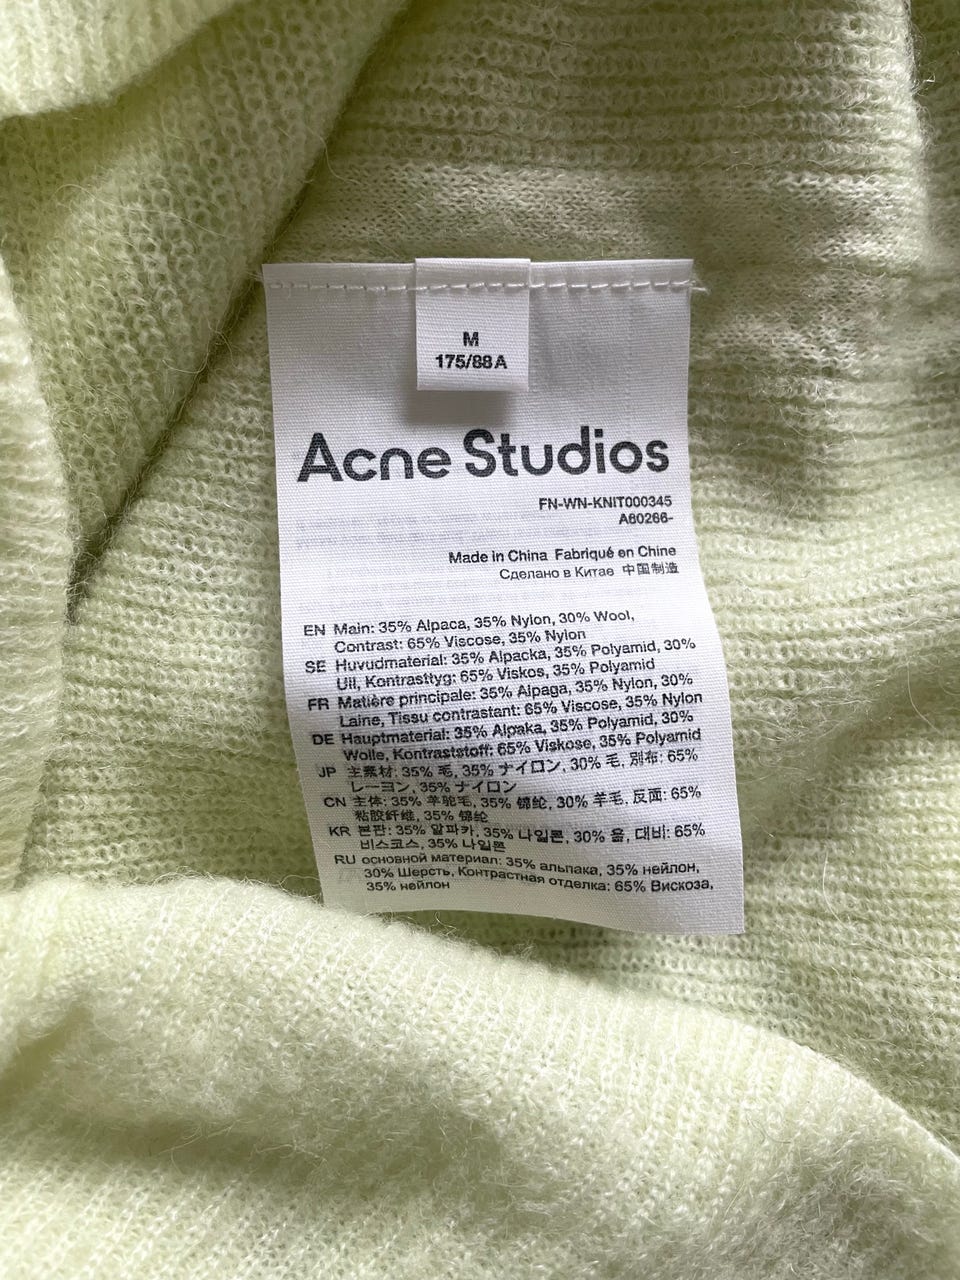 M
175/88A
Acne Studios
FN-WN-KNIT000345
A60266-
Made in China Fabriqué en Chine
Сделано в Китае 中国制造
EN Main: 35% Alpaca, 35% Nylon, 30% Wool,
Contrast: 65% Viscose, 35% Nylon
SE Huvudmaterial: 35% Alpacka, 35% Polyamid, 30%
Ull, Kontrasttyg: 65% Viskos, 35% Polyamid
FR Matière principale: 35% Alpaga, 35% Nylon, 30%
Laine, Tissu contrastant: 65% Viscose, 35% Nylon
DE Hauptmaterial: 35% Alpaka, 35% Polyamid, 30%
Wolle, Kontraststoff: 65% Viskose, 35% Polyamid
JP 主素材: 35% 毛, 35% ナイロン, 30% 毛, 別布: 65%
レーヨン, 35% ナイロン
CN 主体: 35% 羊驼毛, 35% 锦纶, 30% 羊毛, 反面: 65%
粘胶纤维, 35% 锦纶
KR 본판: 35% 알파카, 35% 나일론, 30% 울, 대비: 65%
비스코스, 35% 나일론
RU основной материал: 35% альпака, 35% нейлон,
30% Шерсть, Контрастная отделка: 65% Вискоза,
35% нейлон